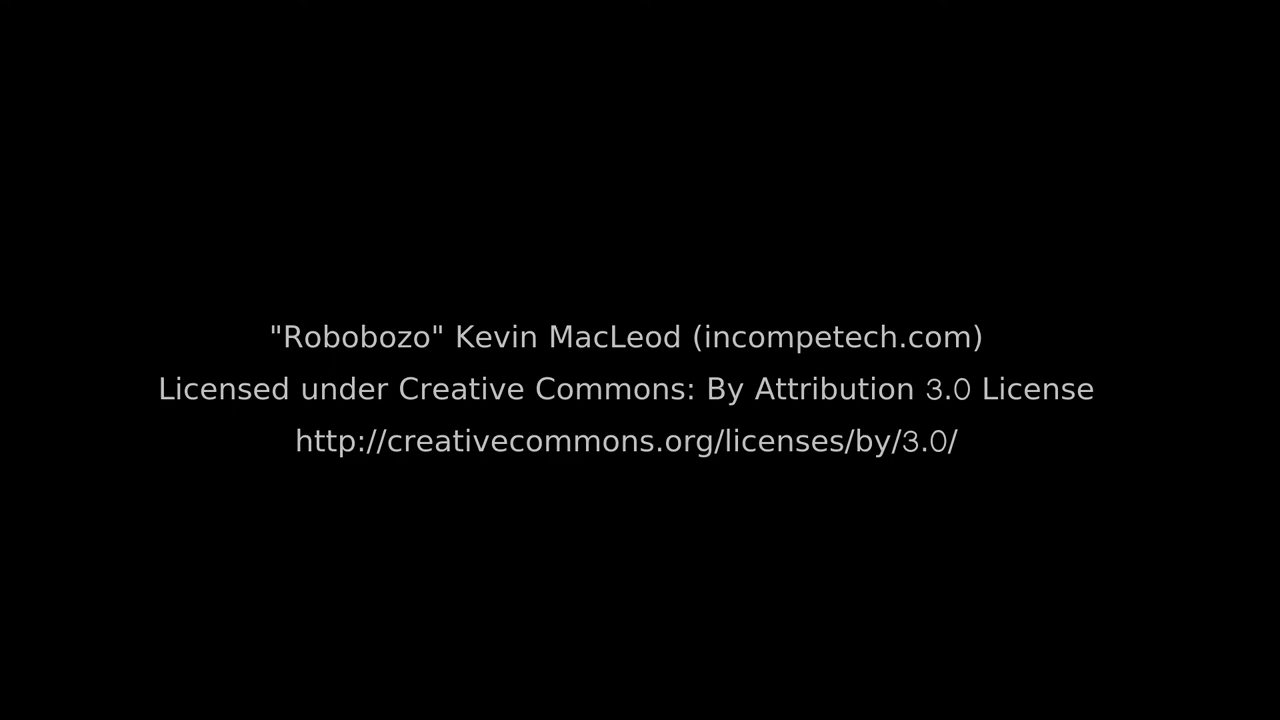 "Robobozo" Kevin MacLeod (incompetech.com)
Licensed under Creative Commons: By Attribution 3.0 License
http://creativecommons.org/licenses/by/3.0/